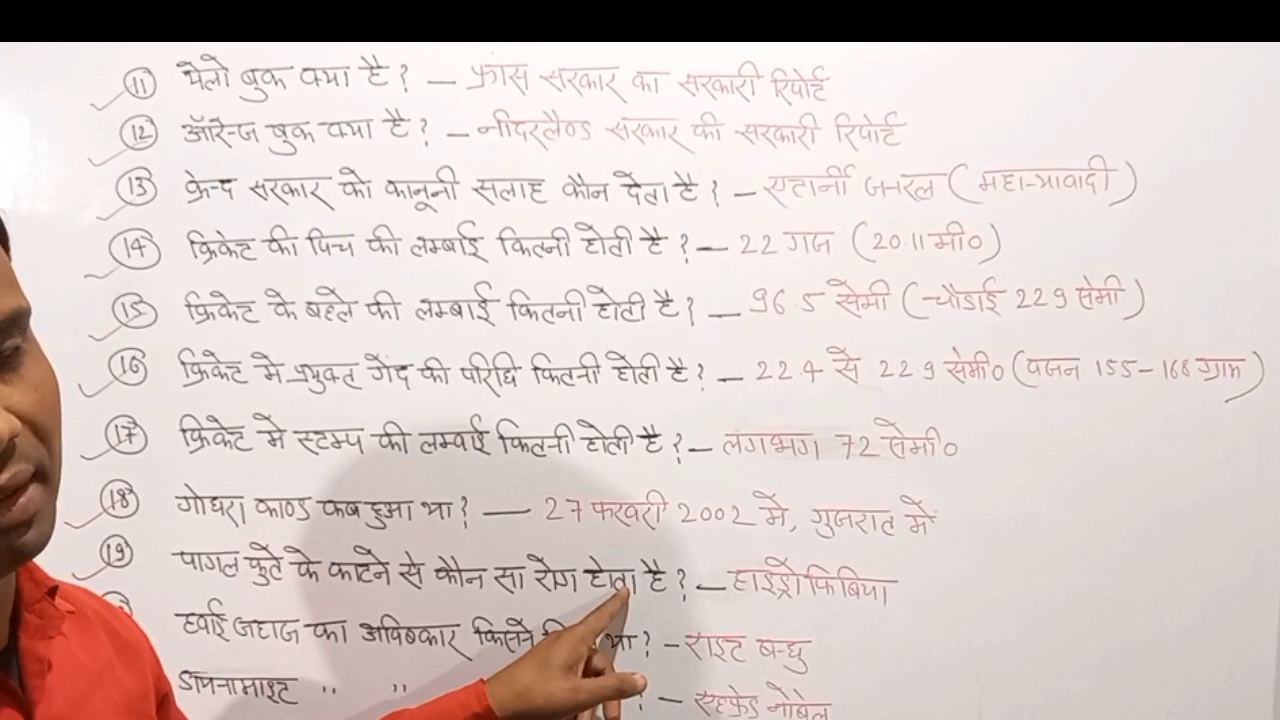 ⑪ येलो बुक क्या है? – फ्रांस सरकार का सरकारी रिपोर्ट
⑫ ऑरेन्ज बुक क्या है? – नीदरलैण्ड सरकार की सरकारी रिपोर्ट
⑬ केन्द्र सरकार को कानूनी सलाह कौन देता है? – एटार्नी जनरल (महान्यावादी)
⑭ क्रिकेट की पिच की लम्बाई कितनी होती है? – 22 गज (20.11 मी०)
⑮ क्रिकेट के बल्ले की लम्बाई कितनी होती है? – 96.5 सेमी (चौडाई 229 सेमी)
⑯ क्रिकेट मे प्रयुक्त गेंद की परिधि कितनी होती है? – 22.4 से 22.9 सेमी० (वजन 155-168 ग्राम)
⑰ क्रिकेट मे स्टम्प की लम्बाई कितनी होती है? – लगभग 72 सेमी०
⑱ गोधरा काण्ड कब हुआ था? – 27 फरवरी 2002 में, गुजरात में
⑲ पागल कुते के काटने से कौन सा रोग होता है? – हाइड्रोफिबिया
हवाई जहाज का अविष्कार कितने था? – राइट बन्धु
डायनामाइट " " ? – एल्फ्रेड नोबेल